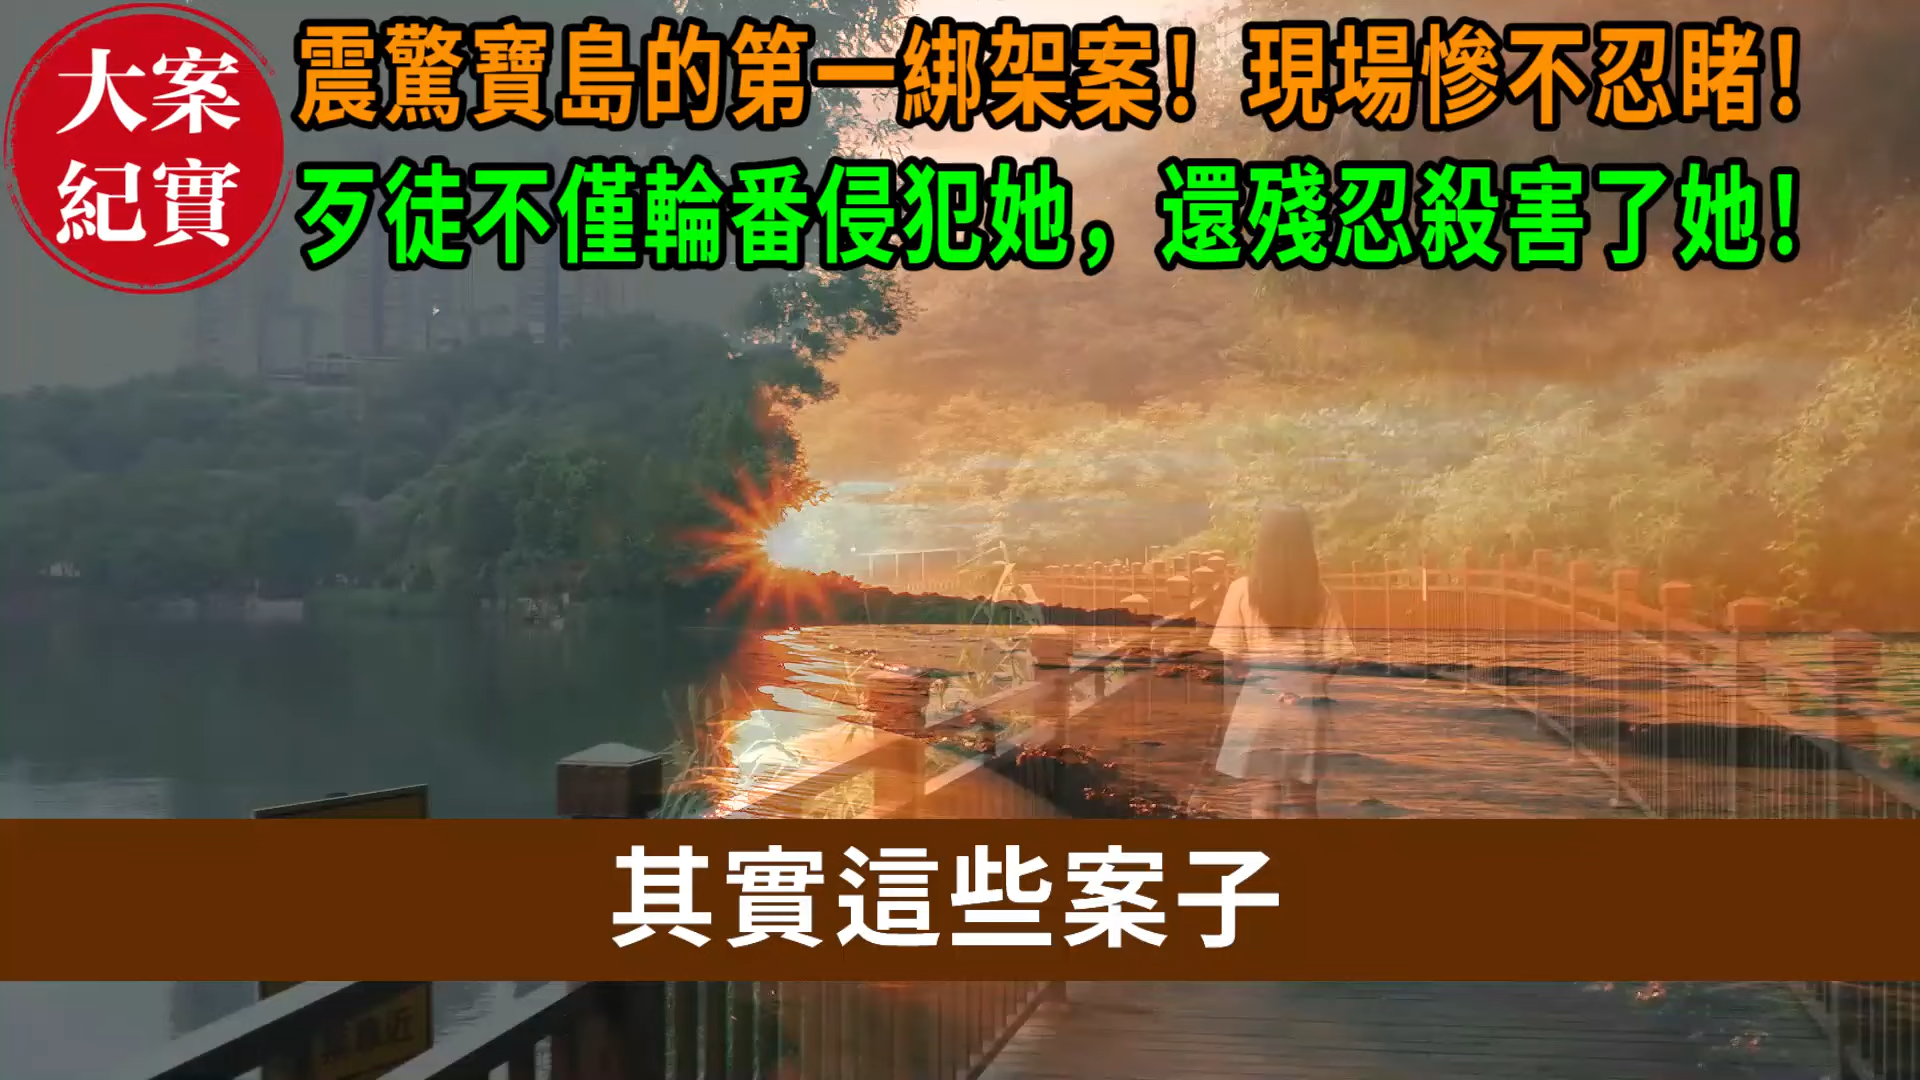 大案
紀實
震驚寶島的第一綁架案！現場慘不忍睹！
歹徒不僅輪番侵犯她，還殘忍殺害了她！
其實這些案子